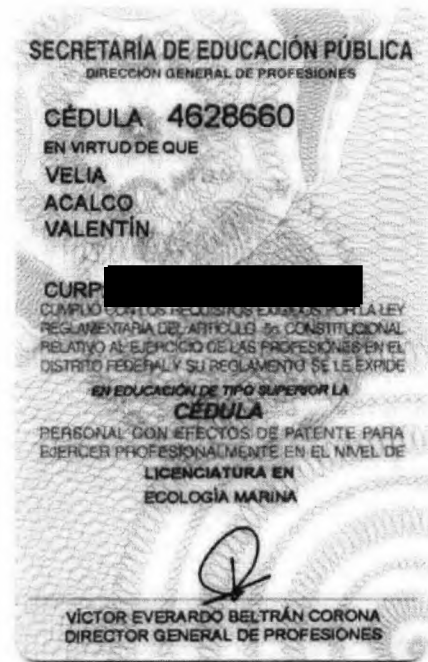 SECRETARÍA DE EDUCACIÓN PÚBLICA
DIRECCIÓN GENERAL DE PROFESIONES
CÉDULA 4628660
EN VIRTUD DE QUE
VELIA
ACALCO
VALENTÍN
CURP:
CUMPLIÓ CON LOS REQUISITOS EXIGIDOS POR LA LEY
REGLAMENTARIA DEL ARTÍCULO 5o. CONSTITUCIONAL
RELATIVO AL EJERCICIO DE LAS PROFESIONES EN EL
DISTRITO FEDERAL Y SU REGLAMENTO SE LE EXPIDE
EN EDUCACIÓN DE TIPO SUPERIOR LA
CÉDULA
PERSONAL CON EFECTOS DE PATENTE PARA
EJERCER PROFESIONALMENTE EN EL NIVEL DE
LICENCIATURA EN
ECOLOGÍA MARINA
VÍCTOR EVERARDO BELTRÁN CORONA
DIRECTOR GENERAL DE PROFESIONES